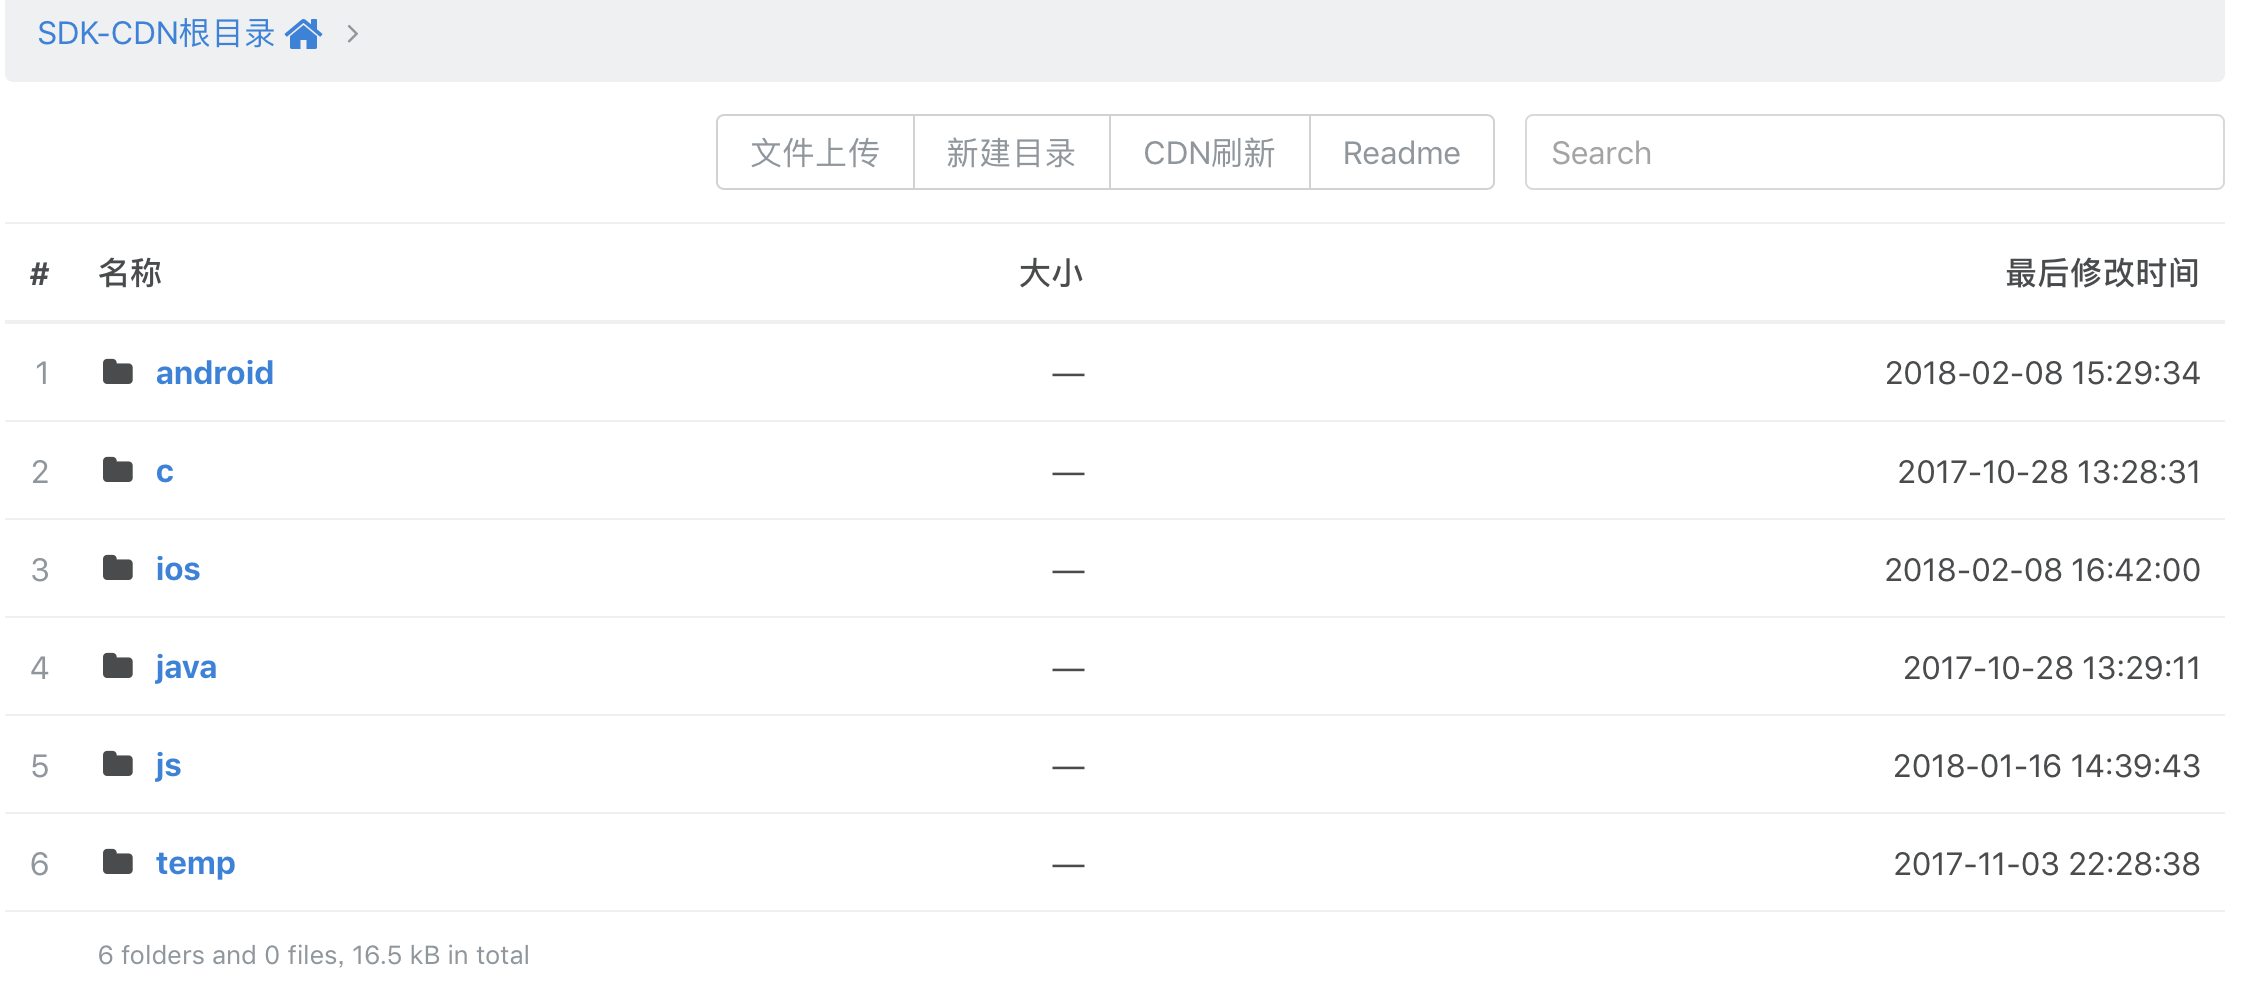 SDK-CDN根目录 >
文件上传 新建目录 CDN刷新 Readme Search
# 名称 大小 最后修改时间
1 android — 2018-02-08 15:29:34
2 c — 2017-10-28 13:28:31
3 ios — 2018-02-08 16:42:00
4 java — 2017-10-28 13:29:11
5 js — 2018-01-16 14:39:43
6 temp — 2017-11-03 22:28:38
6 folders and 0 files, 16.5 kB in total